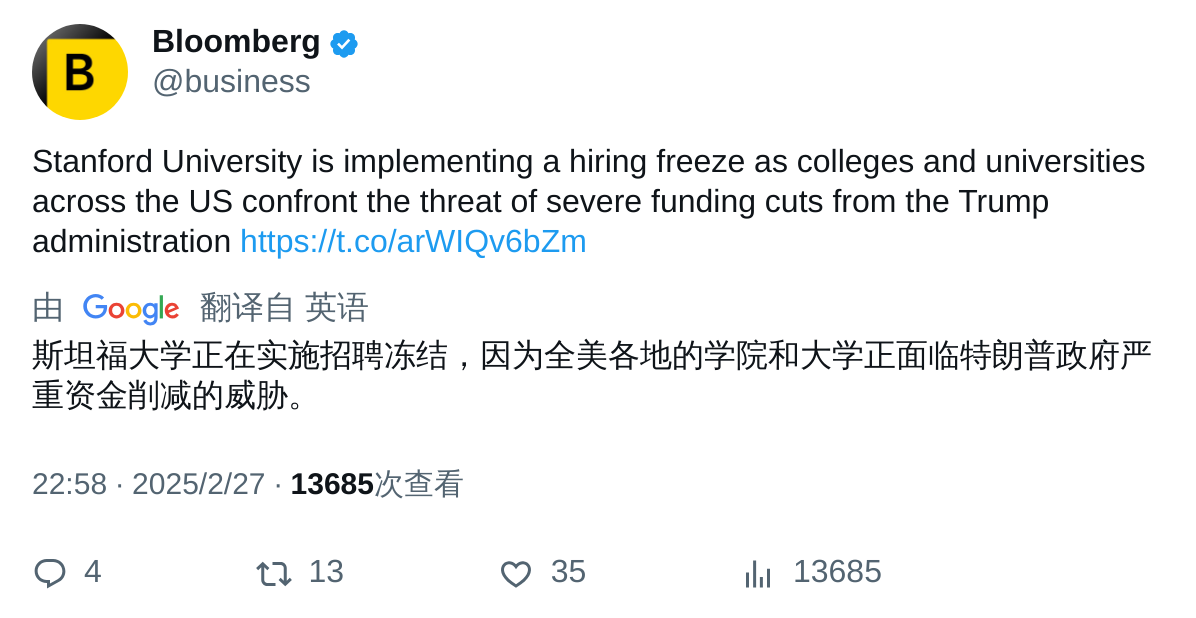 B
Bloomberg
@business
Stanford University is implementing a hiring freeze as colleges and universities
across the US confront the threat of severe funding cuts from the Trump
administration https://t.co/arWIQv6bZm
由 Google 翻译自 英语
斯坦福大学正在实施招聘冻结，因为全美各地的学院和大学正面临特朗普政府严
重资金削减的威胁。
22:58 · 2025/2/27 · 13685次查看
4 13 35 13685